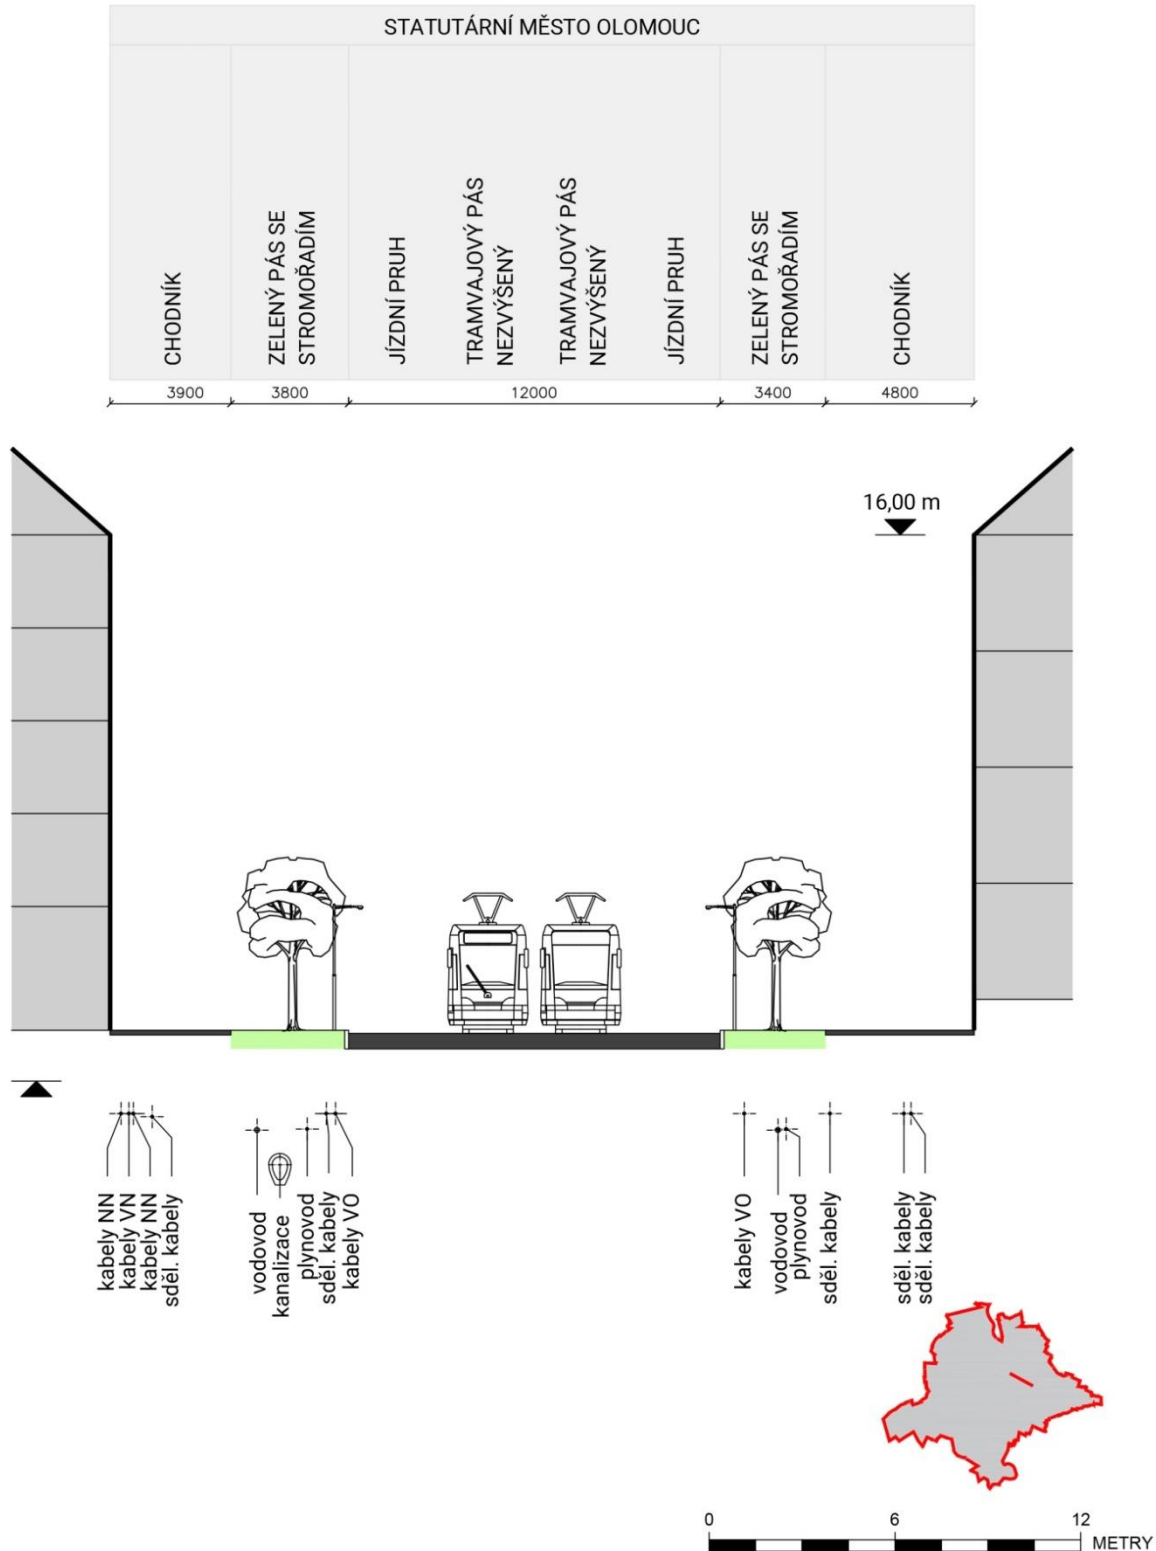 STATUTÁRNÍ MĚSTO OLOMOUC
CHODNÍK
ZELENÝ PÁS SE
STROMOŘADÍM
JÍZDNÍ PRUH
TRAMVAJOVÝ PÁS
NEZVÝŠENÝ
TRAMVAJOVÝ PÁS
NEZVÝŠENÝ
JÍZDNÍ PRUH
ZELENÝ PÁS SE
STROMOŘADÍM
CHODNÍK
3900
3800
12000
3400
4800
16,00 m
kabely NN
kabely VN
kabely NN
sděl. kabely
vodovod
kanalizace
plynovod
sděl. kabely
kabely VO
kabely VO
vodovod
plynovod
sděl. kabely
sděl. kabely
sděl. kabely
0
6
12
METRY